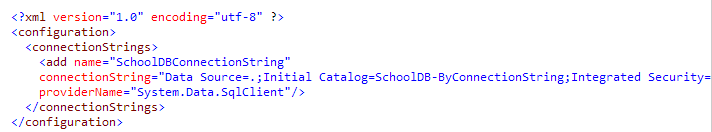 <?xml version="1.0" encoding="utf-8" ?>
<configuration>
  <connectionStrings>
    <add name="SchoolDBConnectionString"
    connectionString="Data Source=.;Initial Catalog=SchoolDB-ByConnectionString;Integrated Security=
    providerName="System.Data.SqlClient"/>
  </connectionStrings>
</configuration>